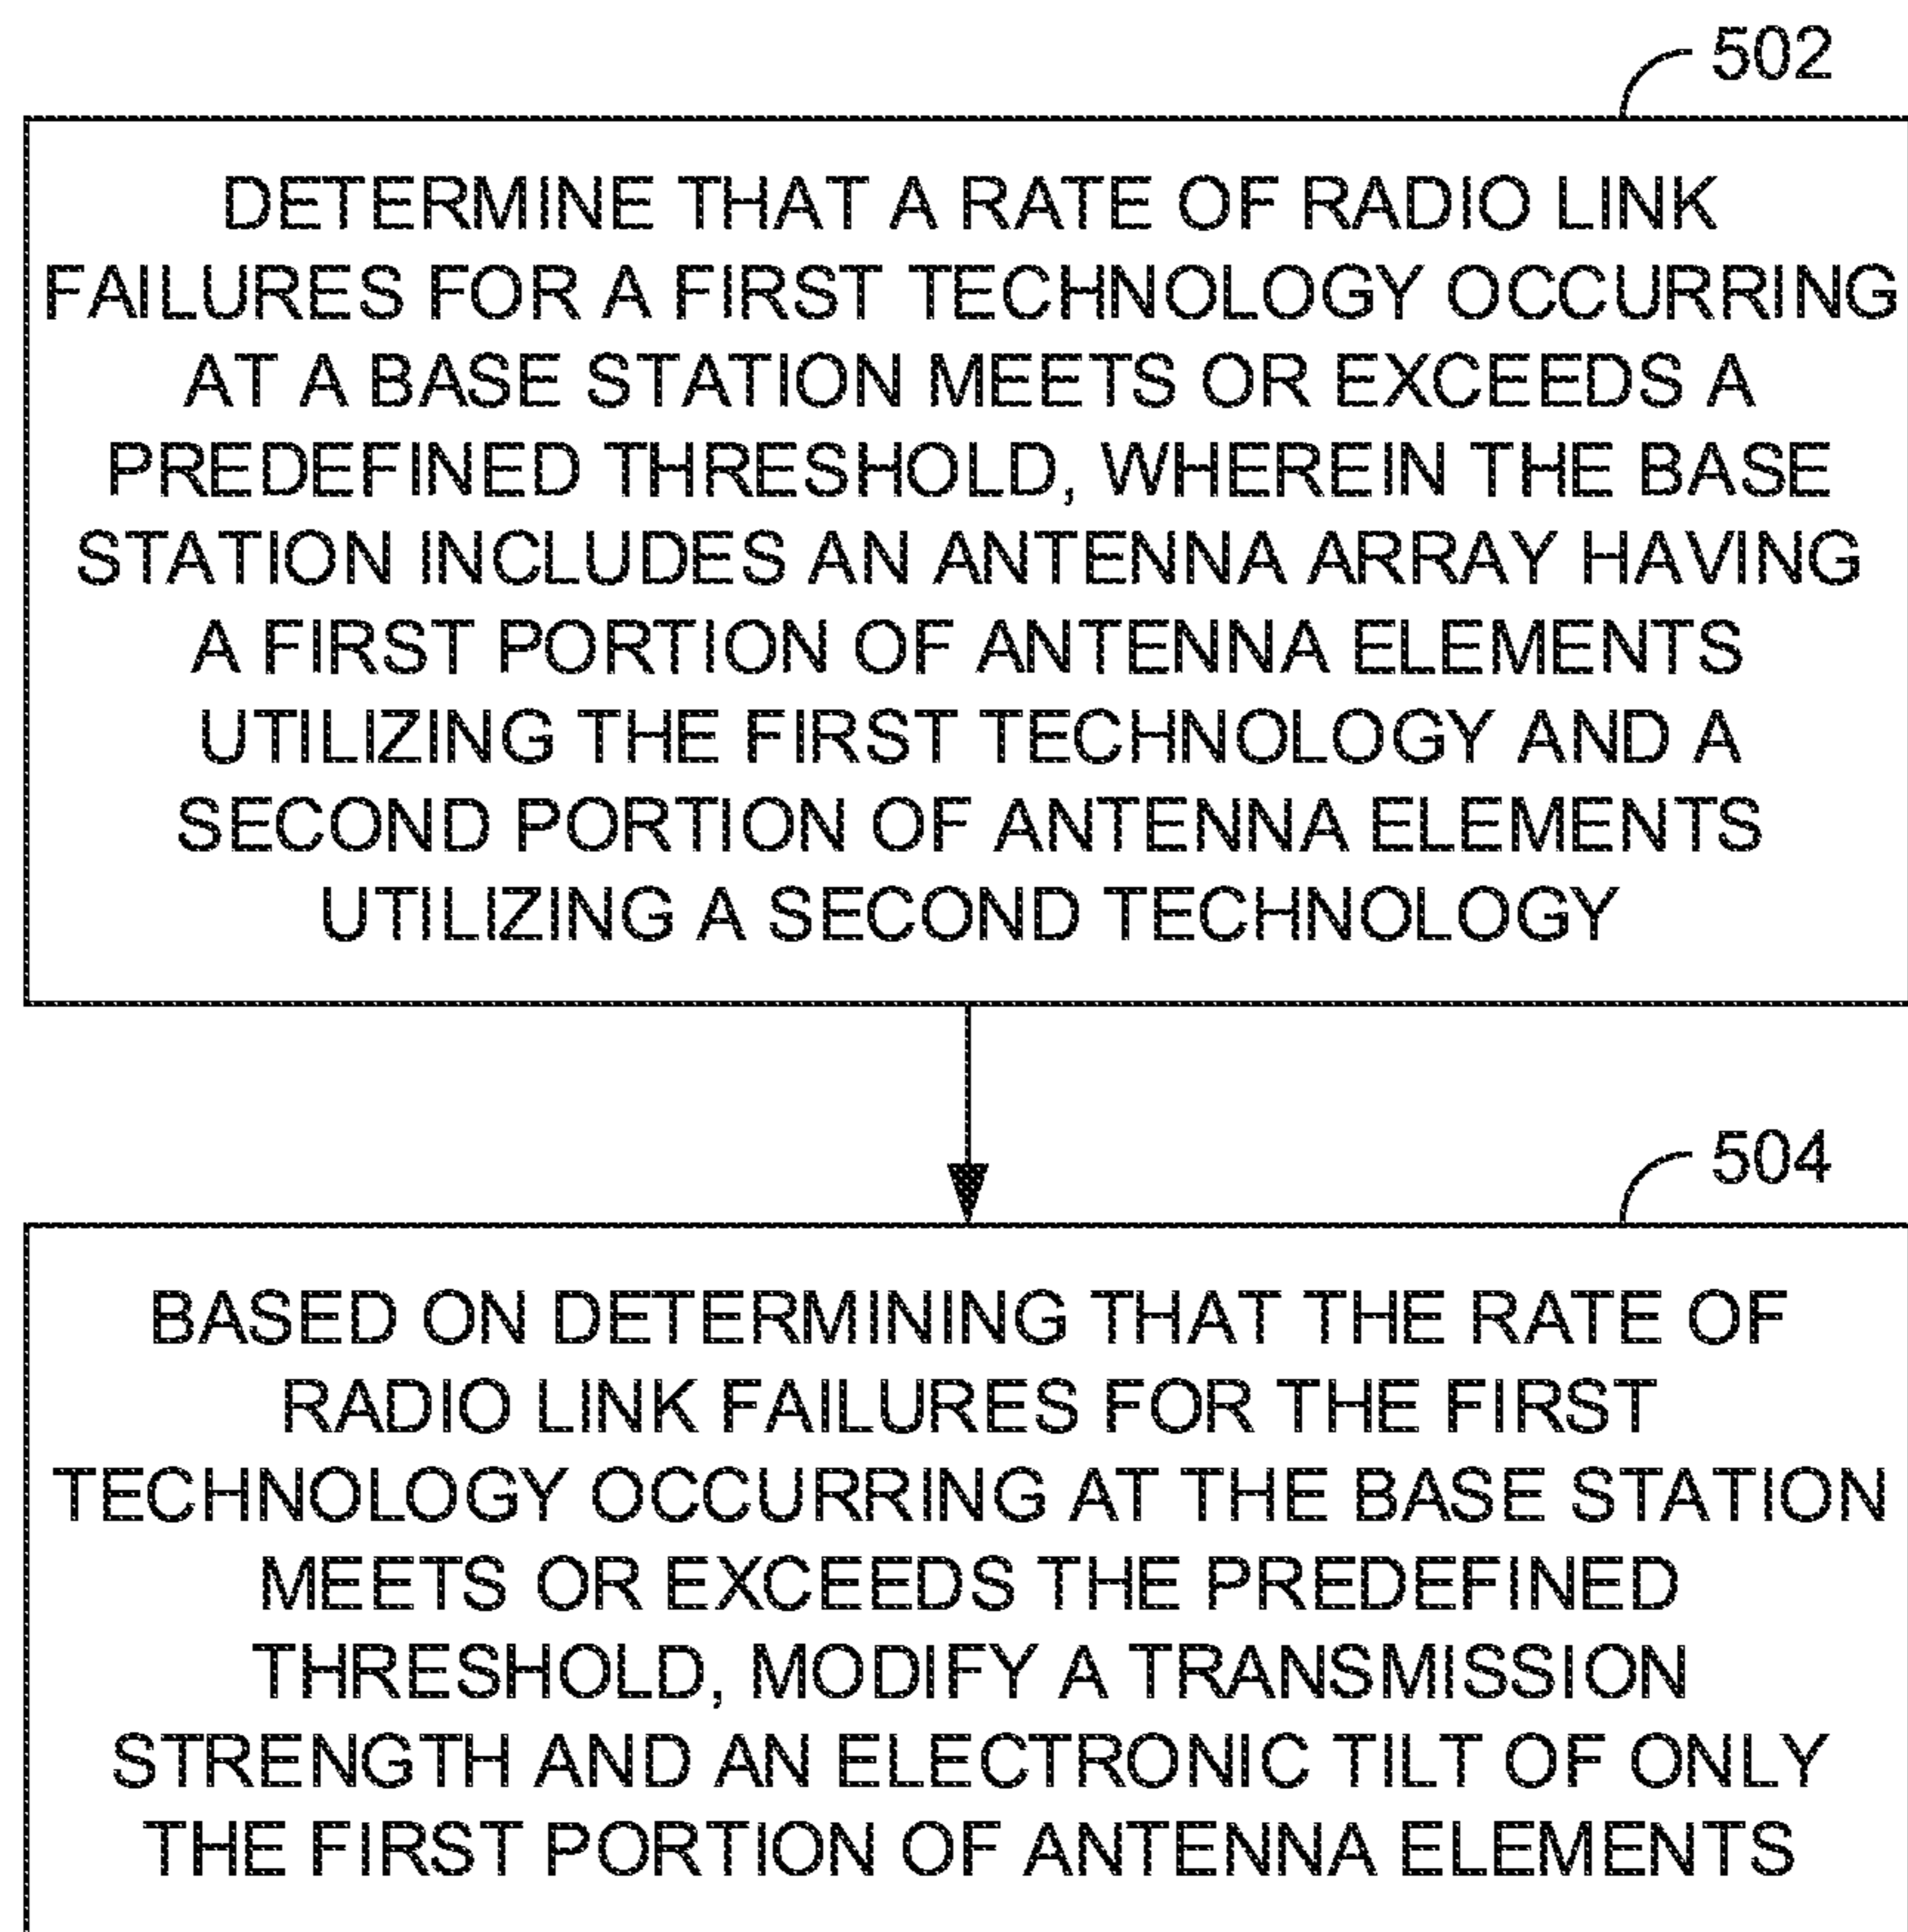 502
DETERMINE THAT A RATE OF RADIO LINK
FAILURES FOR A FIRST TECHNOLOGY OCCURRING
AT A BASE STATION MEETS OR EXCEEDS A
PREDEFINED THRESHOLD, WHEREIN THE BASE
STATION INCLUDES AN ANTENNA ARRAY HAVING
A FIRST PORTION OF ANTENNA ELEMENTS
UTILIZING THE FIRST TECHNOLOGY AND A
SECOND PORTION OF ANTENNA ELEMENTS
UTILIZING A SECOND TECHNOLOGY
504
BASED ON DETERMINING THAT THE RATE OF
RADIO LINK FAILURES FOR THE FIRST
TECHNOLOGY OCCURRING AT THE BASE STATION
MEETS OR EXCEEDS THE PREDEFINED
THRESHOLD, MODIFY A TRANSMISSION
STRENGTH AND AN ELECTRONIC TILT OF ONLY
THE FIRST PORTION OF ANTENNA ELEMENTS